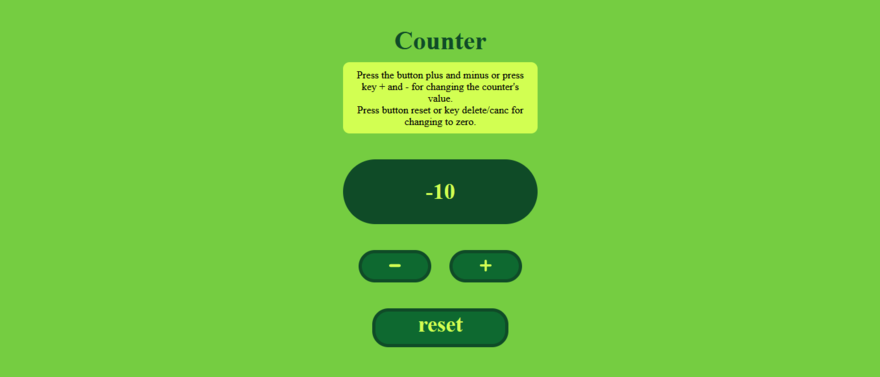 Counter
Press the button plus and minus or press
key + and - for changing the counter's
value.
Press button reset or key delete/canc for
changing to zero.
-10
− +
reset